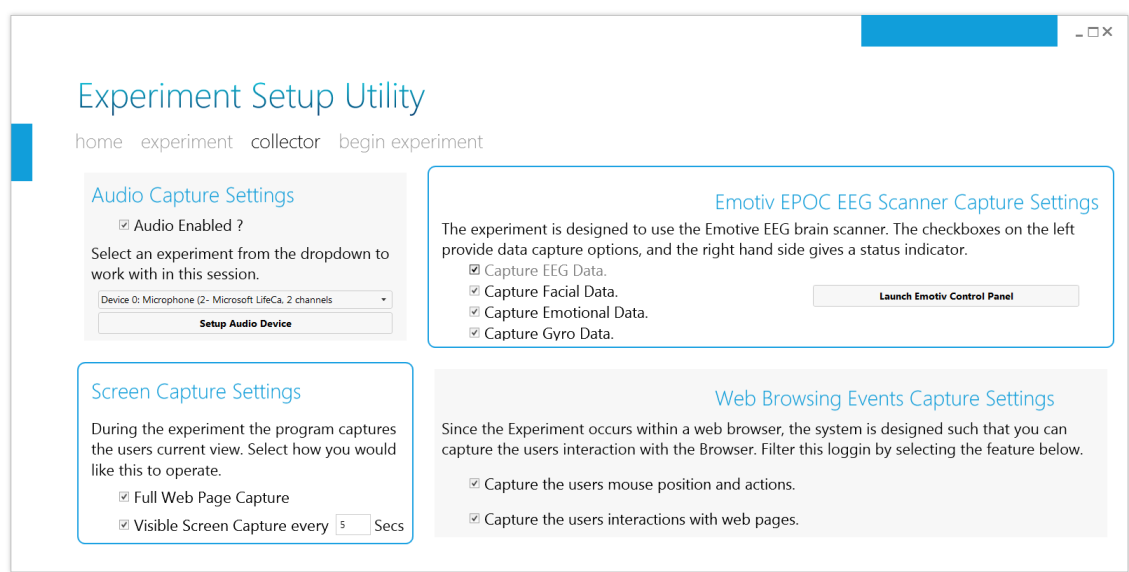 Experiment Setup Utility
home experiment collector begin experiment
Audio Capture Settings
Audio Enabled ?
Select an experiment from the dropdown to
work with in this session.
Device 0: Microphone (2- Microsoft LifeCa, 2 channels
Setup Audio Device
Emotiv EPOC EEG Scanner Capture Settings
The experiment is designed to use the Emotive EEG brain scanner. The checkboxes on the left
provide data capture options, and the right hand side gives a status indicator.
Capture EEG Data.
Capture Facial Data.
Capture Emotional Data.
Capture Gyro Data.
Launch Emotiv Control Panel
Screen Capture Settings
During the experiment the program captures
the users current view. Select how you would
like this to operate.
Full Web Page Capture
Visible Screen Capture every 5 Secs
Web Browsing Events Capture Settings
Since the Experiment occurs within a web browser, the system is designed such that you can
capture the users interaction with the Browser. Filter this loggin by selecting the feature below.
Capture the users mouse position and actions.
Capture the users interactions with web pages.